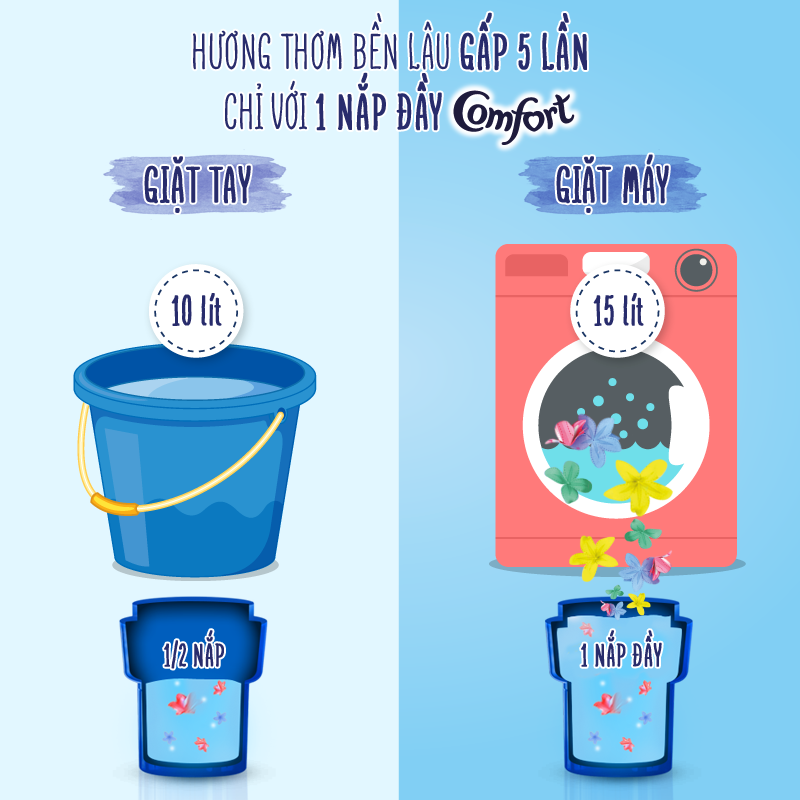 HƯƠNG THƠM BỀN LÂU GẤP 5 LẦN
CHỈ VỚI 1 NẮP ĐẦY Comfort
GIẶT TAY
GIẶT MÁY
10 lít
15 lít
1/2 NẮP
1 NẮP ĐẦY